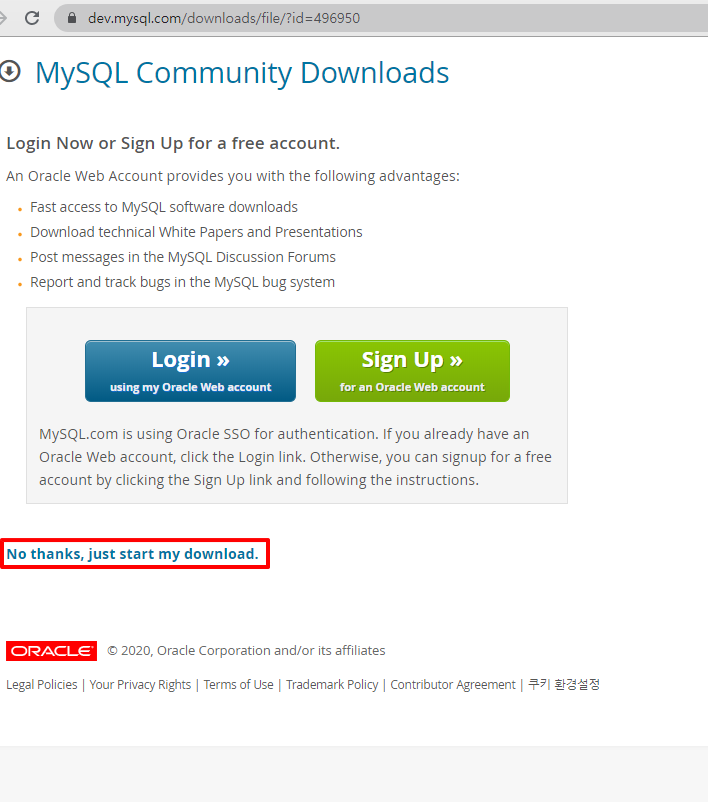 dev.mysql.com/downloads/file/?id=496950
MySQL Community Downloads
Login Now or Sign Up for a free account.
An Oracle Web Account provides you with the following advantages:
Fast access to MySQL software downloads
Download technical White Papers and Presentations
Post messages in the MySQL Discussion Forums
Report and track bugs in the MySQL bug system
Login »
using my Oracle Web account
Sign Up »
for an Oracle Web account
MySQL.com is using Oracle SSO for authentication. If you already have an
Oracle Web account, click the Login link. Otherwise, you can signup for a free
account by clicking the Sign Up link and following the instructions.
No thanks, just start my download.
ORACLE® © 2020, Oracle Corporation and/or its affiliates
Legal Policies | Your Privacy Rights | Terms of Use | Trademark Policy | Contributor Agreement | 쿠키 환경설정